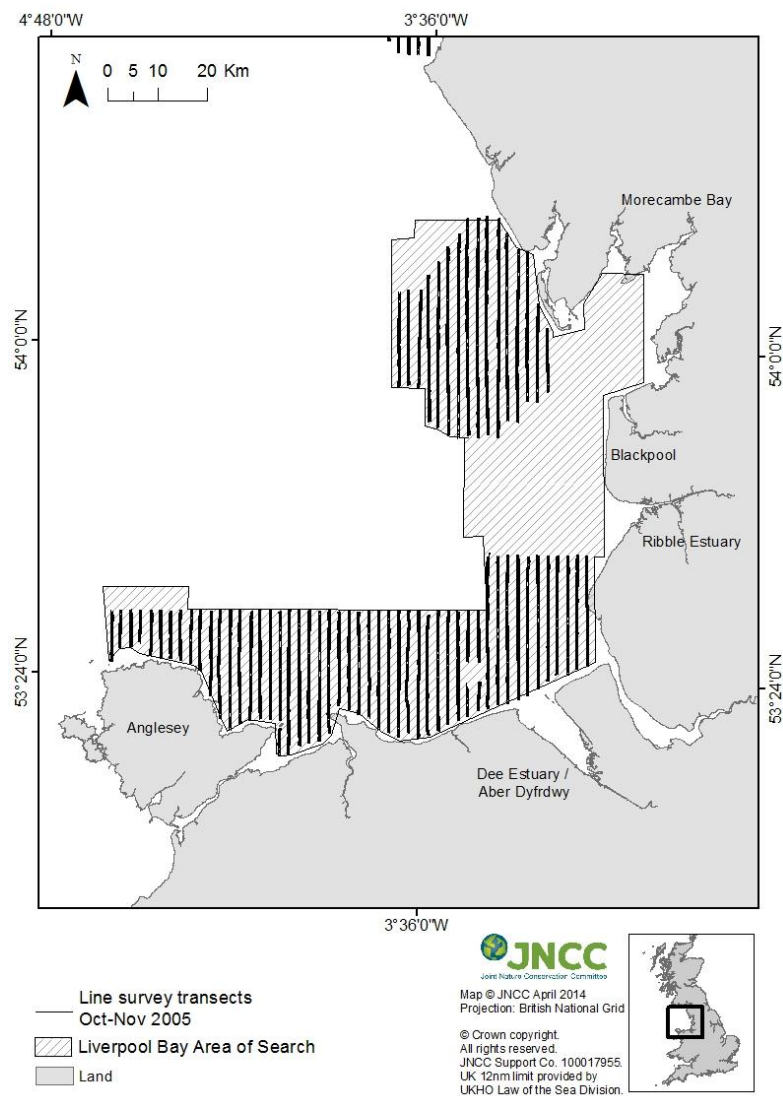 4°48'0"W
3°36'0"W
N
0 5 10 20 Km
Morecambe Bay
54°0'0"N
54°0'0"N
Blackpool
Ribble Estuary
53°24'0"N
53°24'0"N
Anglesey
Dee Estuary /
Aber Dyfrdwy
3°36'0"W
JNCC
Joint Nature Conservation Committee
Line survey transects
Oct-Nov 2005
Liverpool Bay Area of Search
Land
Map © JNCC April 2014
Projection: British National Grid
© Crown copyright.
All rights reserved.
JNCC Support Co. 100017955.
UK 12nm limit provided by
UKHO Law of the Sea Division.